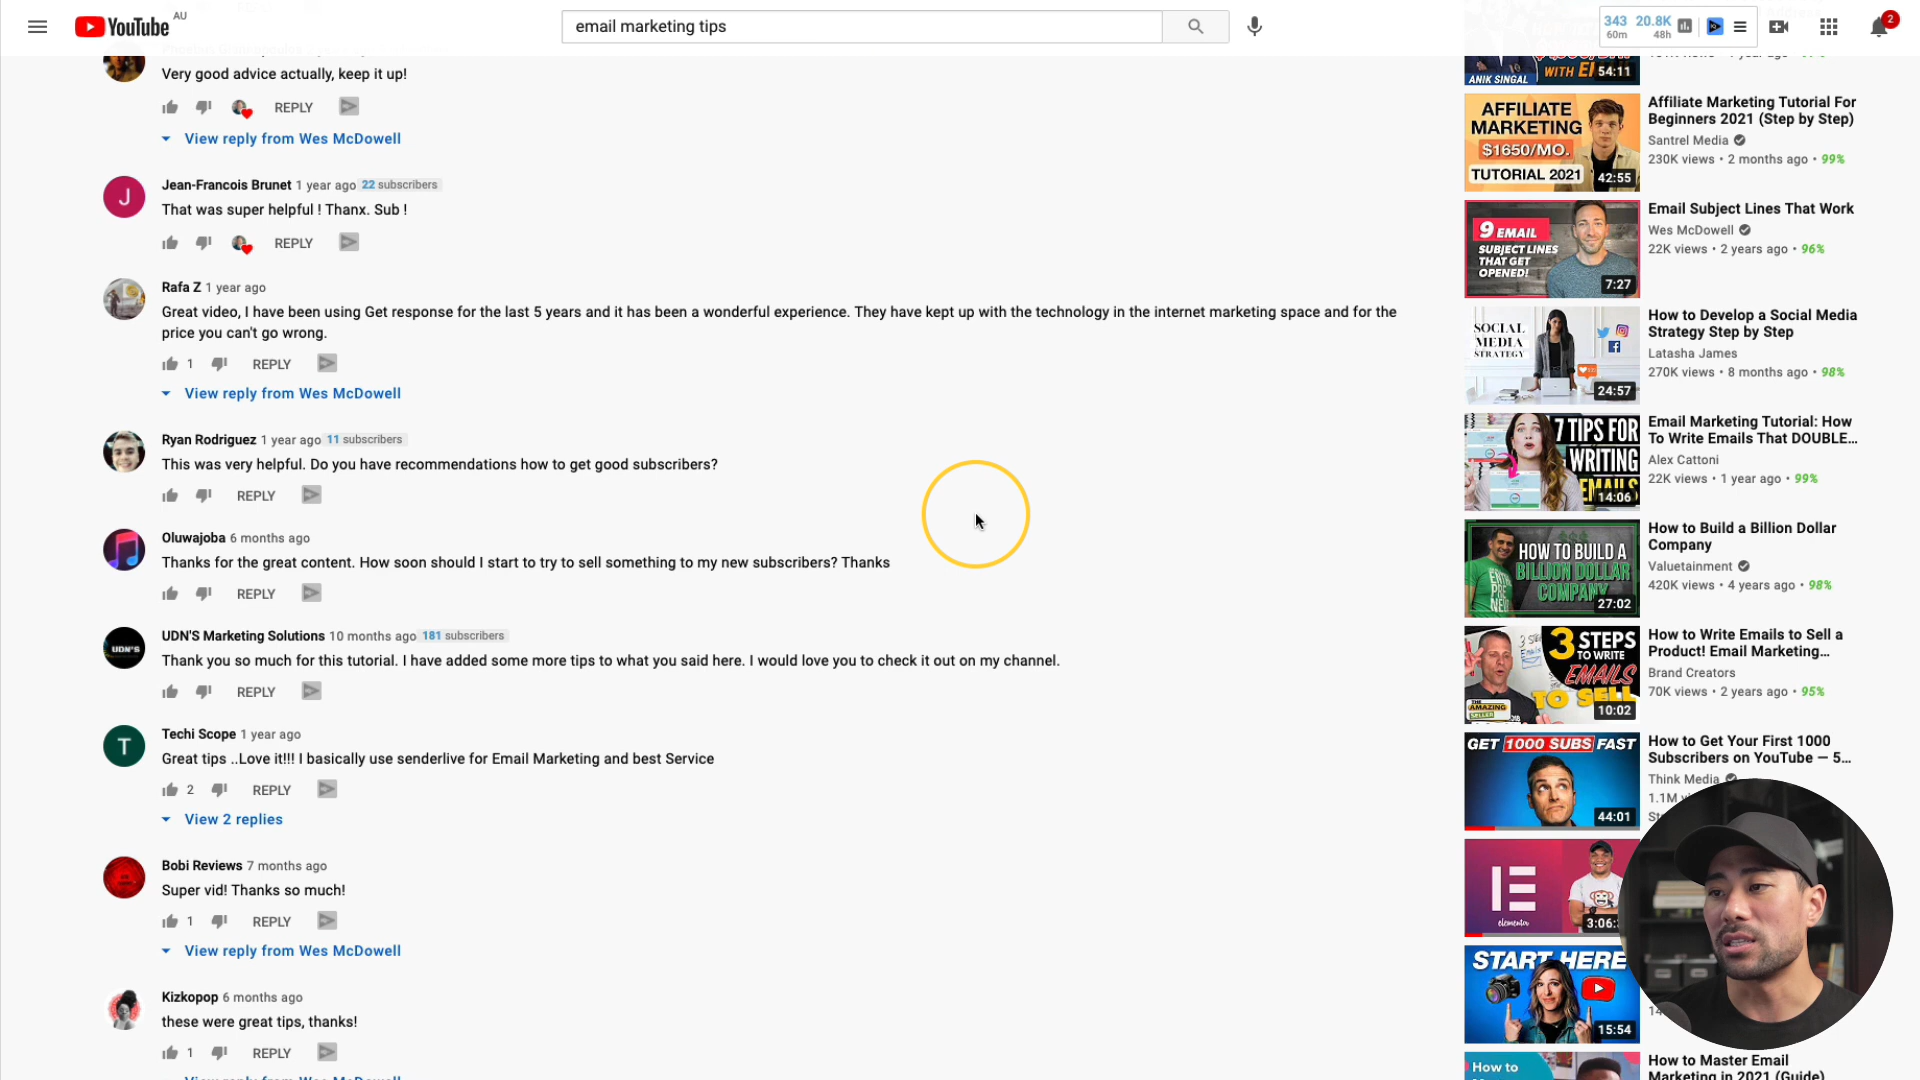 YouTube
AU
email marketing tips
343
60m
20.8K
48h
2
Very good advice actually, keep it up!
REPLY
View reply from Wes McDowell
J
Jean-Francois Brunet 1 year ago 22 subscribers
That was super helpful ! Thanx. Sub !
REPLY
Rafa Z 1 year ago
Great video, I have been using Get response for the last 5 years and it has been a wonderful experience. They have kept up with the technology in the internet marketing space and for the
price you can't go wrong.
1 REPLY
View reply from Wes McDowell
Ryan Rodriguez 1 year ago 11 subscribers
This was very helpful. Do you have recommendations how to get good subscribers?
REPLY
Oluwajoba 6 months ago
Thanks for the great content. How soon should I start to try to sell something to my new subscribers? Thanks
REPLY
UDN'S
UDN'S Marketing Solutions 10 months ago 181 subscribers
Thank you so much for this tutorial. I have added some more tips to what you said here. I would love you to check it out on my channel.
REPLY
T
Techi Scope 1 year ago
Great tips ..Love it!!! I basically use senderlive for Email Marketing and best Service
2 REPLY
View 2 replies
Bobi Reviews 7 months ago
Super vid! Thanks so much!
1 REPLY
View reply from Wes McDowell
Kizkopop 6 months ago
these were great tips, thanks!
1 REPLY
ANIK SINGAL
WITH
54:11
AFFILIATE
MARKETING
$1650/MO.
TUTORIAL 2021
42:55
Affiliate Marketing Tutorial For
Beginners 2021 (Step by Step)
Santrel Media
230K views • 2 months ago • 99%
9 EMAIL
SUBJECT LINES
THAT GET
OPENED!
7:27
Email Subject Lines That Work
Wes McDowell
22K views • 2 years ago • 96%
SOCIAL
MEDIA
STRATEGY
24:57
How to Develop a Social Media
Strategy Step by Step
Latasha James
270K views • 8 months ago • 98%
7 TIPS FOR
WRITING
EMAILS
14:06
Email Marketing Tutorial: How
To Write Emails That DOUBLE...
Alex Cattoni
22K views • 1 year ago • 99%
HOW TO BUILD A
BILLION DOLLAR
COMPANY
27:02
How to Build a Billion Dollar
Company
Valuetainment
420K views • 4 years ago • 98%
3 STEPS
TO WRITE
EMAILS
TO SELL
THE
AMAZING
SELLER
10:02
How to Write Emails to Sell a
Product! Email Marketing...
Brand Creators
70K views • 2 years ago • 95%
GET 1000 SUBS FAST
44:01
How to Get Your First 1000
Subscribers on YouTube — 5...
Think Media
1.1M
elementor
3:06:
START HERE
15:54
How to
How to Master Email
Marketing in 2021 (Guide)